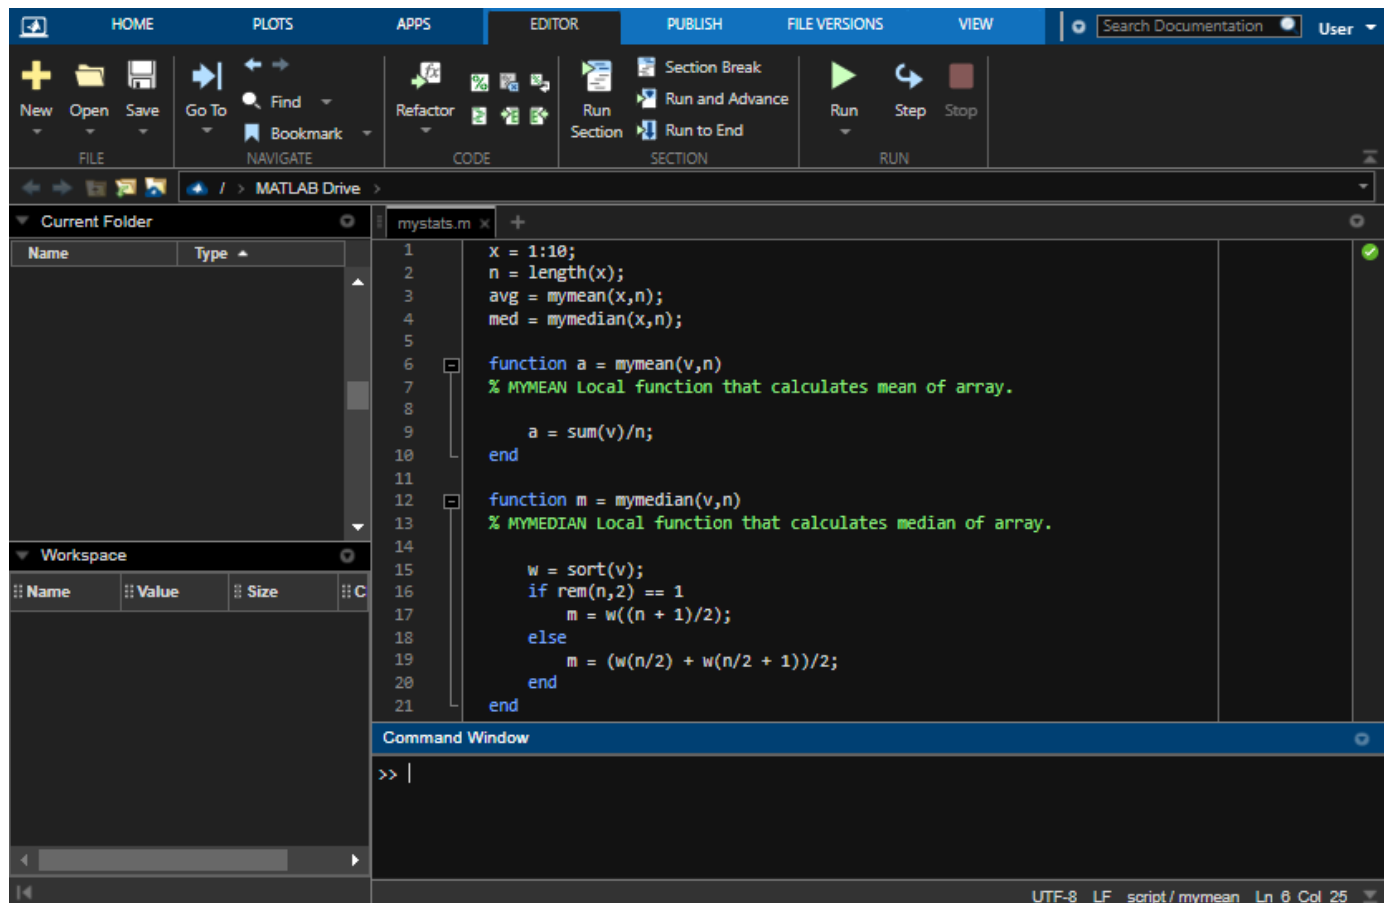 HOME PLOTS APPS EDITOR PUBLISH FILE VERSIONS VIEW Search Documentation User
New Open Save Go To Find Bookmark Refactor Run Section Section Break Run and Advance Run to End Run Step Stop
FILE NAVIGATE CODE SECTION RUN
/ > MATLAB Drive >
Current Folder
Name Type
Workspace
Name Value Size C
mystats.m × +
1 x = 1:10;
2 n = length(x);
3 avg = mymean(x,n);
4 med = mymedian(x,n);
5
6 function a = mymean(v,n)
7 % MYMEAN Local function that calculates mean of array.
8
9     a = sum(v)/n;
10 end
11
12 function m = mymedian(v,n)
13 % MYMEDIAN Local function that calculates median of array.
14
15     w = sort(v);
16     if rem(n,2) == 1
17         m = w((n + 1)/2);
18     else
19         m = (w(n/2) + w(n/2 + 1))/2;
20     end
21 end
Command Window
>>
UTF-8 LF script / mymean Ln 6 Col 25